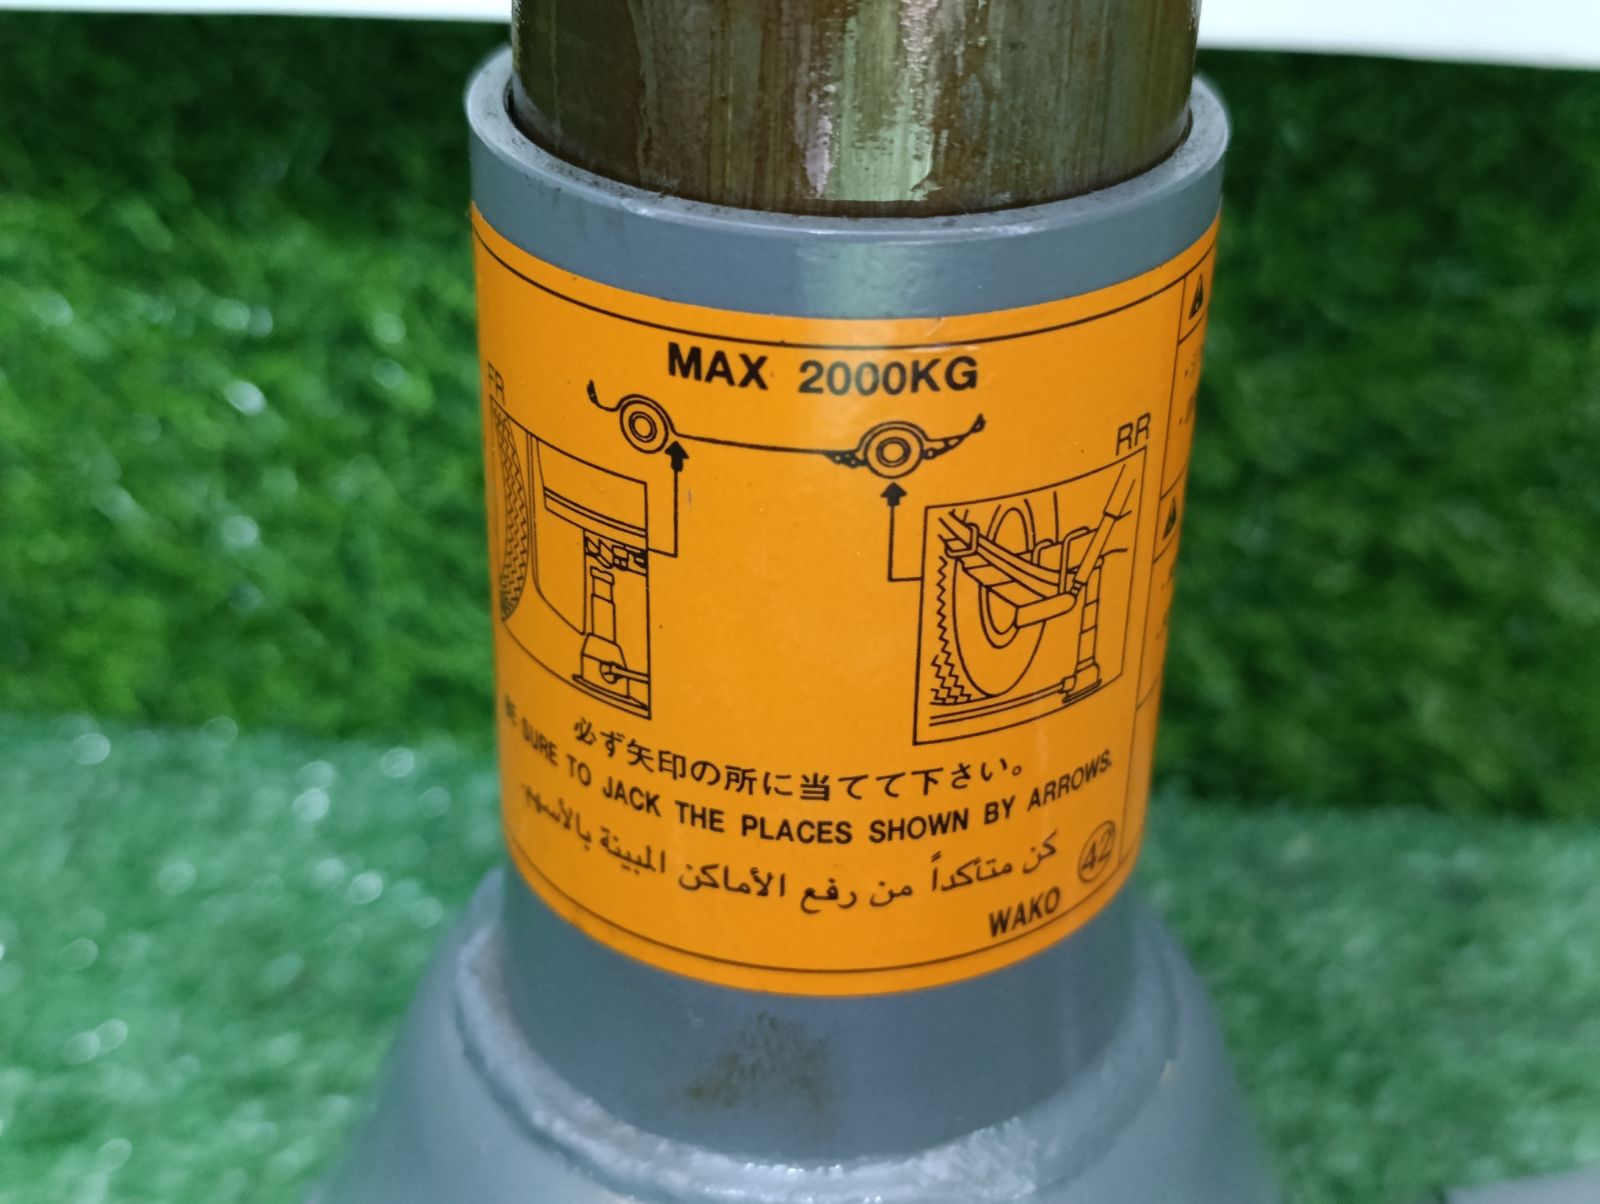 MAX 2000KG
FR
RR
必ず矢印の所に当てて下さい。
BE SURE TO JACK THE PLACES SHOWN BY ARROWS.
كن متأكداً من رفع الأماكن المبينة بالأسهم
42
WAKO